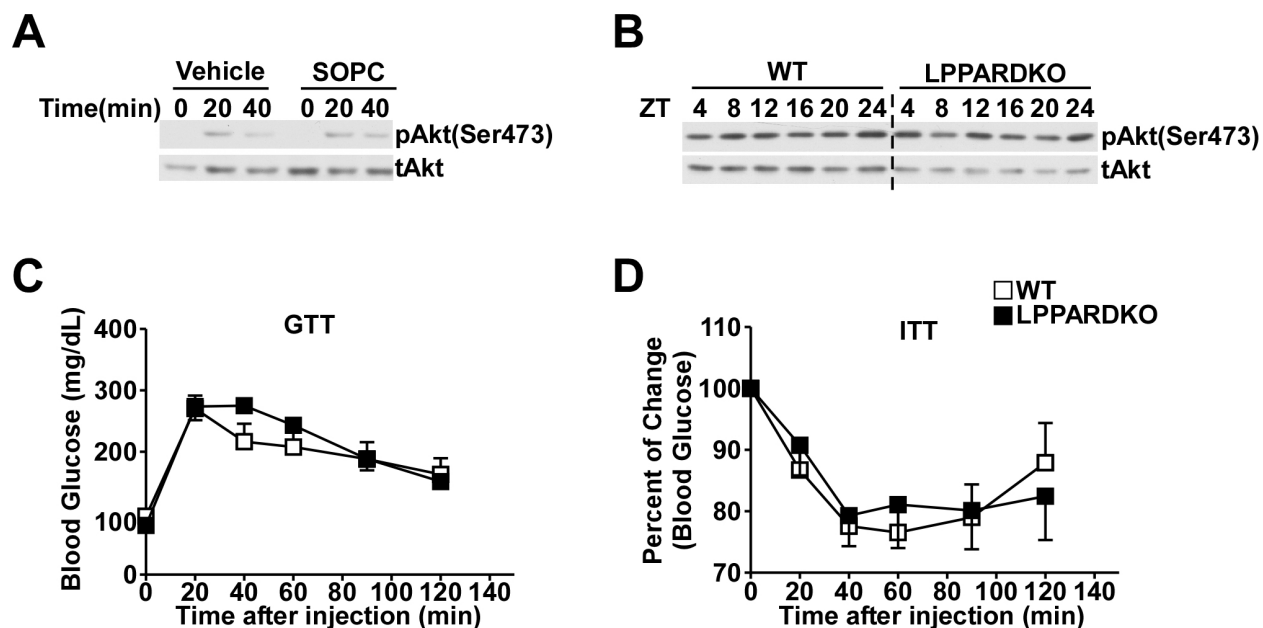 A
Vehicle SOPC
Time(min) 0 20 40 0 20 40
pAkt(Ser473)
tAkt
B
WT LPPARDKO
ZT 4 8 12 16 20 24 4 8 12 16 20 24
pAkt(Ser473)
tAkt
C
GTT
Blood Glucose (mg/dL)
400
300
200
100
0
0 20 40 60 80 100 120 140
Time after injection (min)
D
WT
LPPARDKO
ITT
Percent of Change
(Blood Glucose)
110
100
90
80
70
0 20 40 60 80 100 120 140
Time after injection (min)